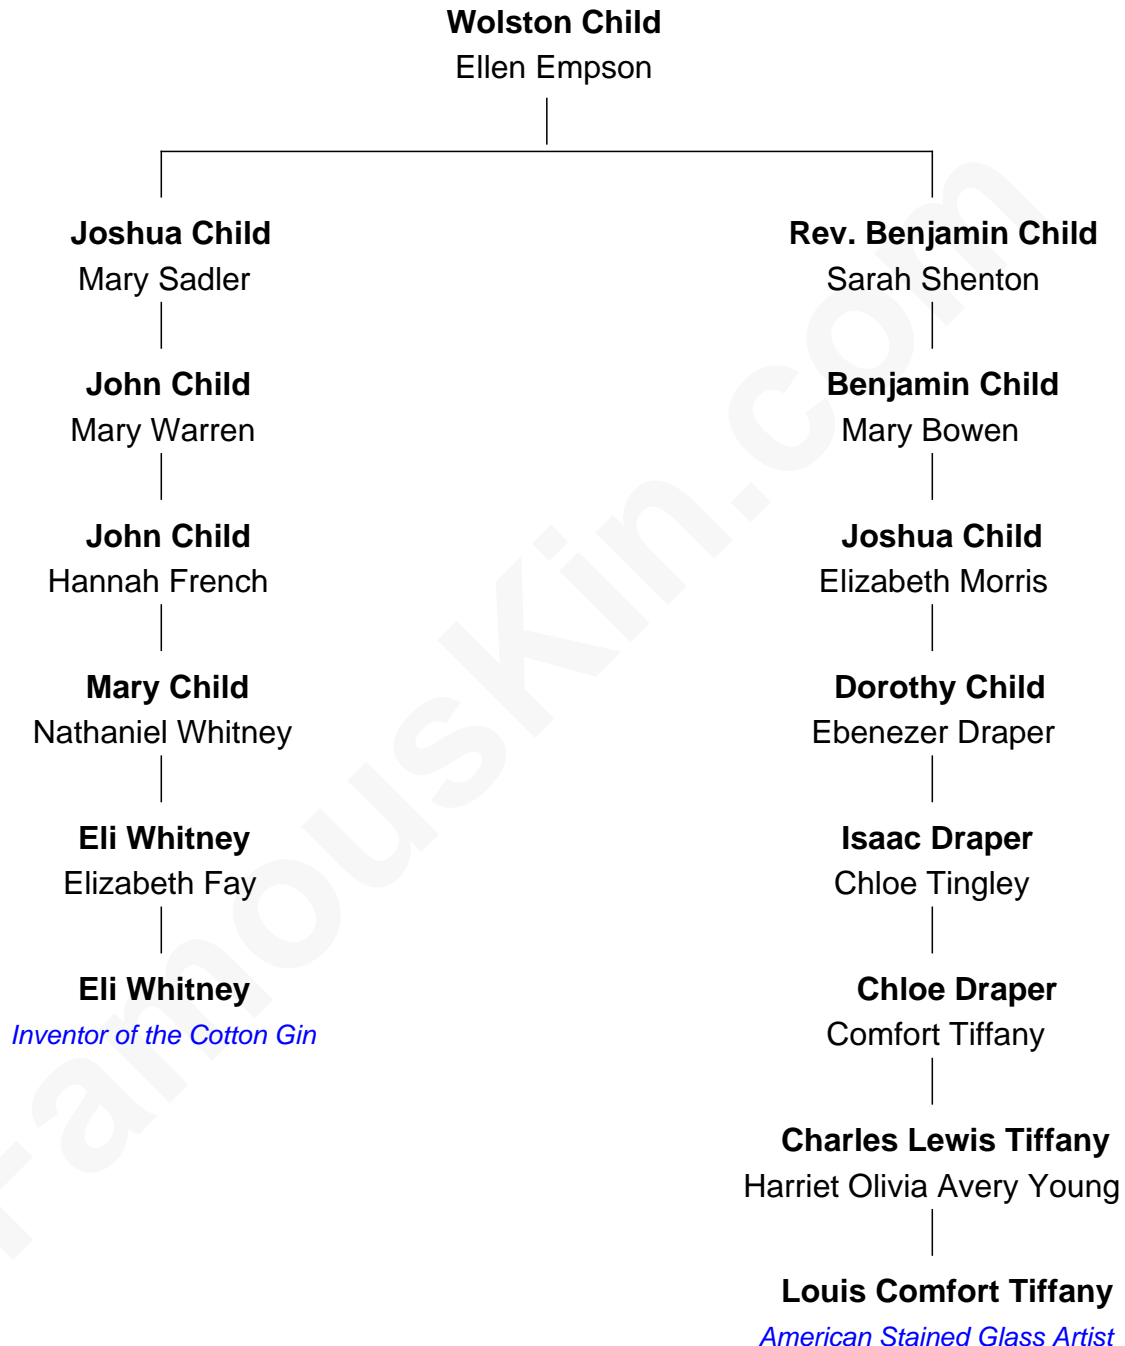 Wolston Child
Ellen Empson
Joshua Child
Mary Sadler
Rev. Benjamin Child
Sarah Shenton
John Child
Mary Warren
Benjamin Child
Mary Bowen
John Child
Hannah French
Joshua Child
Elizabeth Morris
Mary Child
Nathaniel Whitney
Dorothy Child
Ebenezer Draper
Eli Whitney
Elizabeth Fay
Isaac Draper
Chloe Tingley
Eli Whitney
Inventor of the Cotton Gin
Chloe Draper
Comfort Tiffany
Charles Lewis Tiffany
Harriet Olivia Avery Young
Louis Comfort Tiffany
American Stained Glass Artist
FamousKin.com